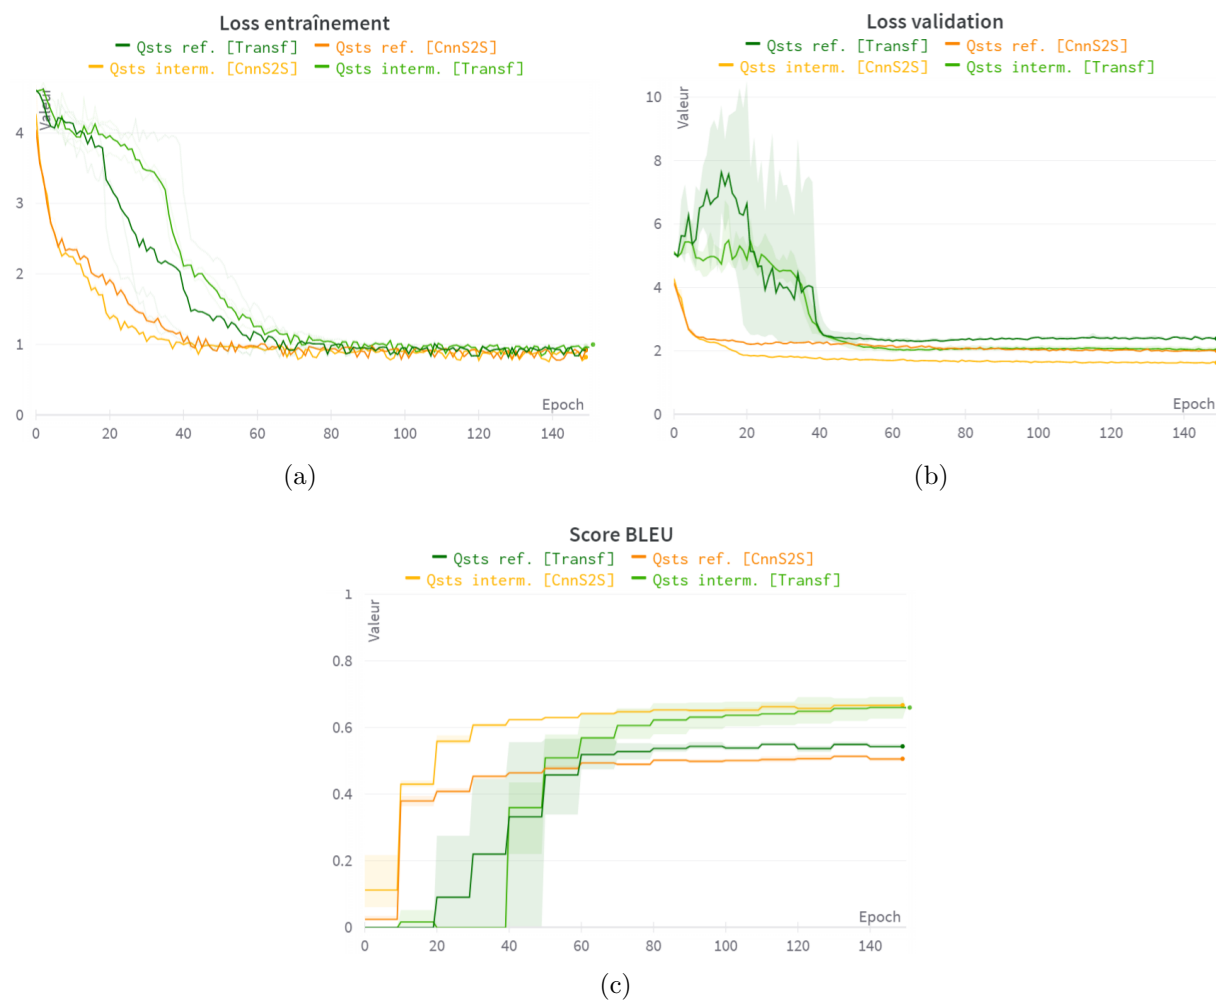 Loss entraînement
Qsts ref. [Transf] Qsts ref. [CnnS2S]
Qsts interm. [CnnS2S] Qsts interm. [Transf]
Valeur
4
3
2
1
0
Epoch
0 20 40 60 80 100 120 140
(a)
Loss validation
Qsts ref. [Transf] Qsts ref. [CnnS2S]
Qsts interm. [CnnS2S] Qsts interm. [Transf]
Valeur
10
8
6
4
2
0
Epoch
0 20 40 60 80 100 120 140
(b)
Score BLEU
Qsts ref. [Transf] Qsts ref. [CnnS2S]
Qsts interm. [CnnS2S] Qsts interm. [Transf]
Valeur
1
0.8
0.6
0.4
0.2
0
Epoch
0 20 40 60 80 100 120 140
(c)